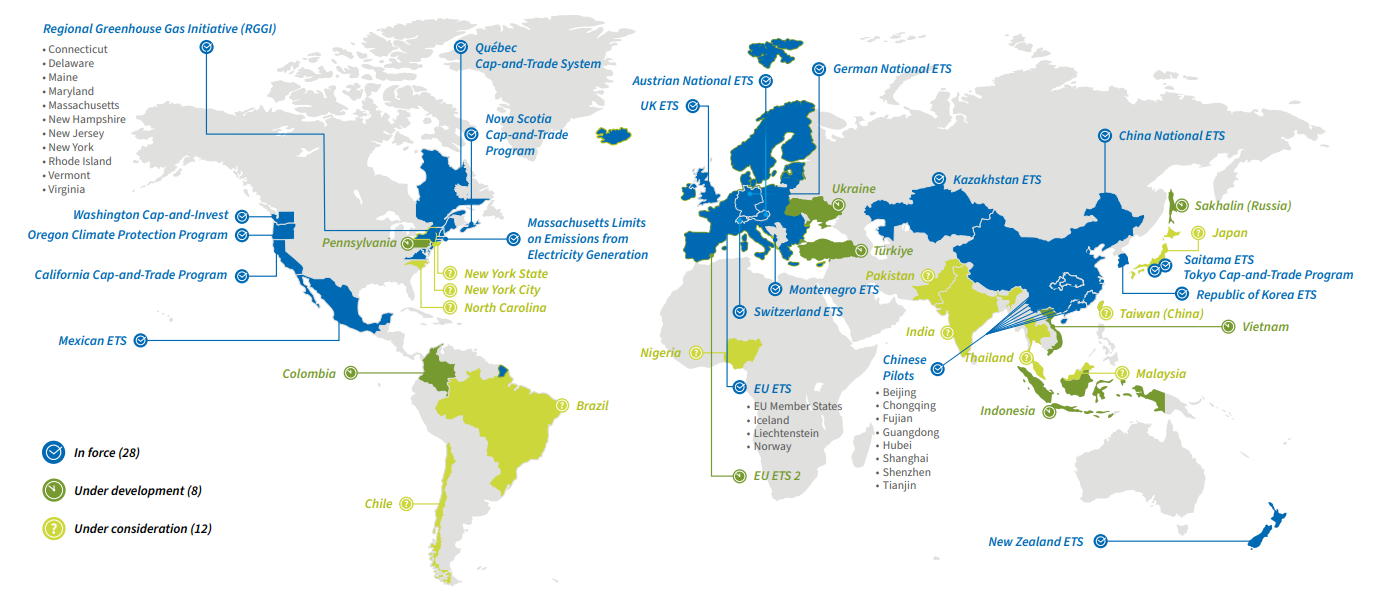 Regional Greenhouse Gas Initiative (RGGI)
• Connecticut
• Delaware
• Maine
• Maryland
• Massachusetts
• New Hampshire
• New Jersey
• New York
• Rhode Island
• Vermont
• Virginia
Washington Cap-and-Invest
Oregon Climate Protection Program
California Cap-and-Trade Program
Mexican ETS
Québec
Cap-and-Trade System
Nova Scotia
Cap-and-Trade
Program
Massachusetts Limits
on Emissions from
Electricity Generation
Pennsylvania
New York State
New York City
North Carolina
Colombia
Brazil
Chile
Austrian National ETS
German National ETS
UK ETS
Ukraine
Türkiye
Montenegro ETS
Switzerland ETS
Nigeria
EU ETS
• EU Member States
• Iceland
• Liechtenstein
• Norway
EU ETS 2
Kazakhstan ETS
China National ETS
Sakhalin (Russia)
Japan
Saitama ETS
Tokyo Cap-and-Trade Program
Republic of Korea ETS
Pakistan
India
Taiwan (China)
Vietnam
Thailand
Malaysia
Indonesia
Chinese
Pilots
• Beijing
• Chongqing
• Fujian
• Guangdong
• Hubei
• Shanghai
• Shenzhen
• Tianjin
New Zealand ETS
In force (28)
Under development (8)
? Under consideration (12)